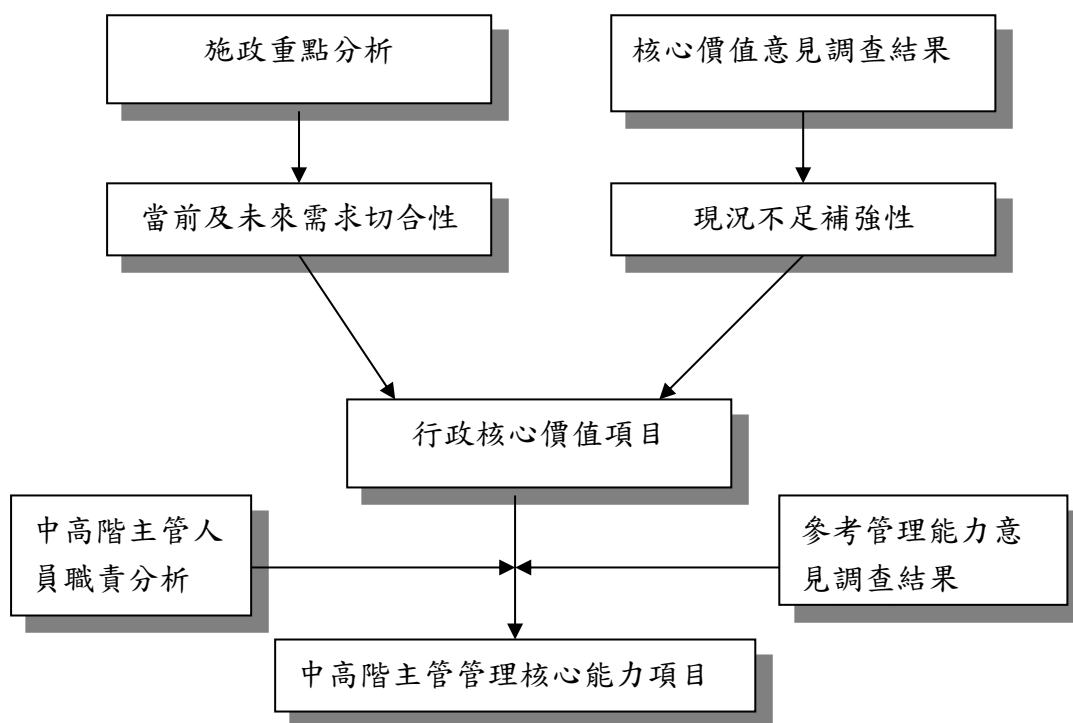 施政重點分析
核心價值意見調查結果
當前及未來需求切合性
現況不足補強性
行政核心價值項目
中高階主管人
員職責分析
參考管理能力意
見調查結果
中高階主管管理核心能力項目